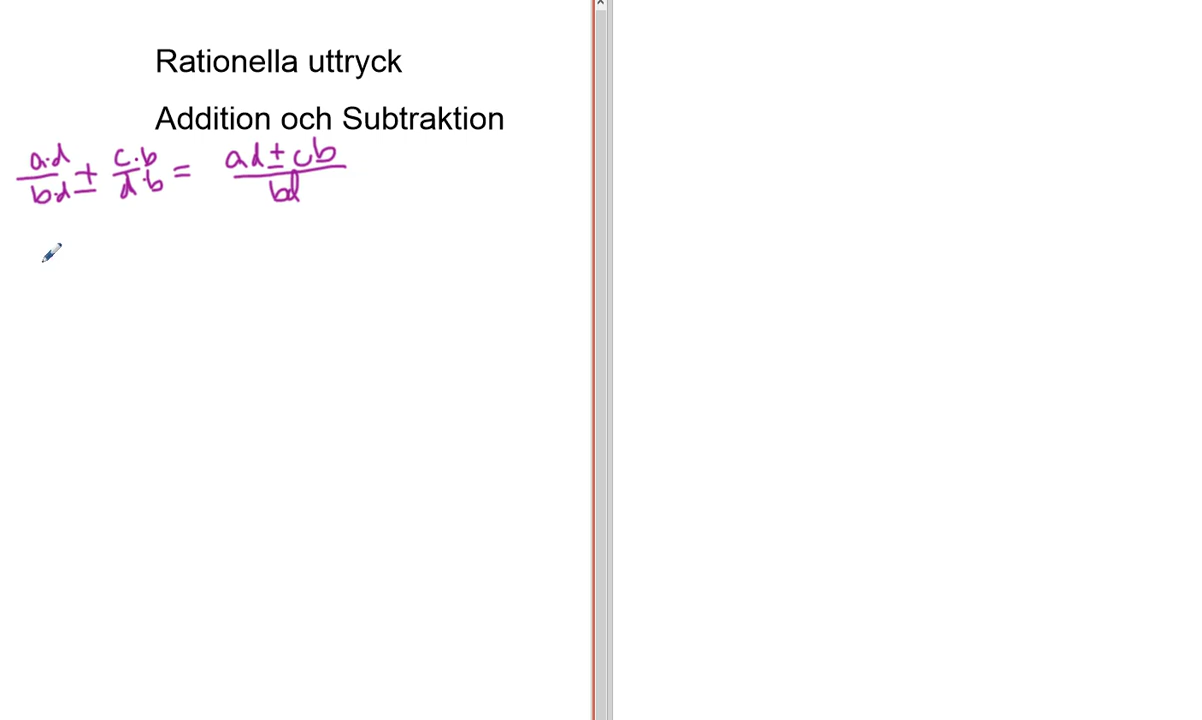 Rationella uttryck
Addition och Subtraktion
a·d/b·d ± c·b/d·b = ad±cb/bd